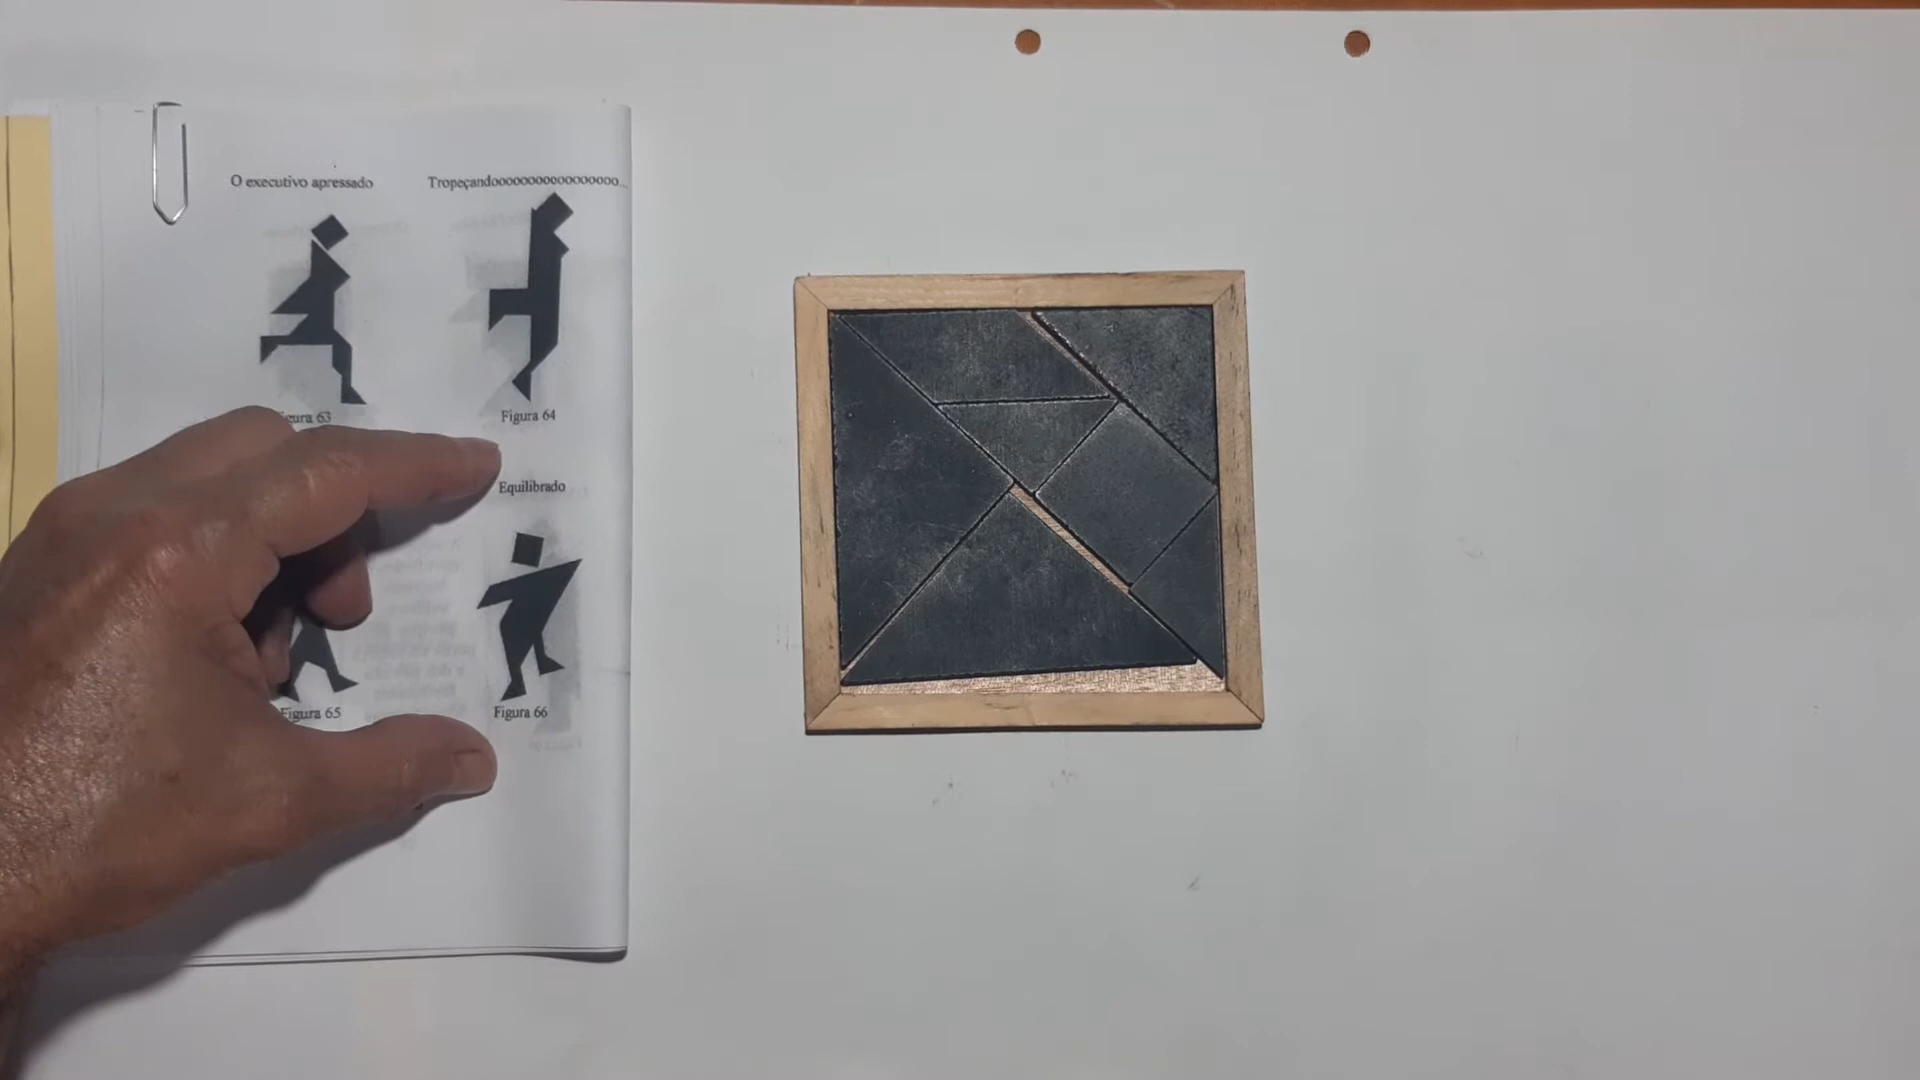 O executivo apressado
Tropeçandooooooooooooooooo...
Figura 64
Equilibrado
Figura 65
Figura 66